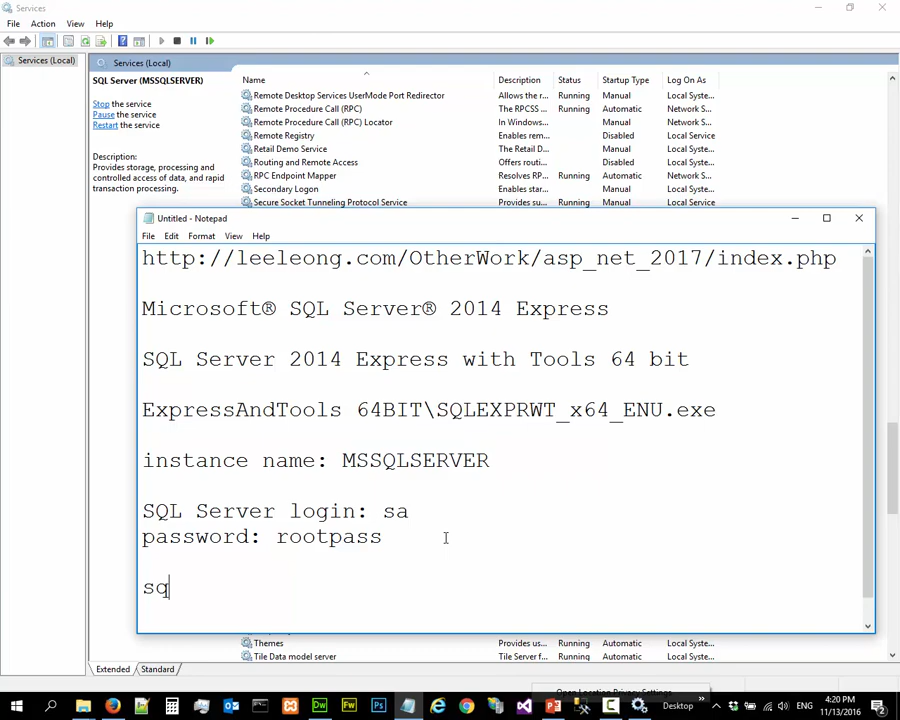 Services
File Action View Help
Services (Local)
Services (Local)
SQL Server (MSSQLSERVER)
Stop the service
Pause the service
Restart the service
Description:
Provides storage, processing and
controlled access of data, and rapid
transaction processing.
Name Description Status Startup Type Log On As
Remote Desktop Services UserMode Port Redirector Allows the r... Running Manual Local Syste...
Remote Procedure Call (RPC) The RPCSS ... Running Automatic Network S...
Remote Procedure Call (RPC) Locator In Windows... Manual Network S...
Remote Registry Enables rem... Disabled Local Service
Retail Demo Service The Retail D... Manual Local Syste...
Routing and Remote Access Offers routi... Disabled Local Syste...
RPC Endpoint Mapper Resolves RP... Running Automatic Network S...
Secondary Logon Enables star... Manual Local Syste...
Secure Socket Tunneling Protocol Service Provides su... Running Manual Local Service
Untitled - Notepad
File Edit Format View Help
http://leeleong.com/OtherWork/asp_net_2017/index.php
Microsoft® SQL Server® 2014 Express
SQL Server 2014 Express with Tools 64 bit
ExpressAndTools 64BIT\SQLEXPRWT_x64_ENU.exe
instance name: MSSQLSERVER
SQL Server login: sa
password: rootpass
sq
Themes Provides us... Running Automatic Local Syste...
Tile Data model server Tile Server f... Running Automatic Local Syste...
Extended Standard
Open Location Privacy Settings
Desktop
ENG
4:20 PM
11/13/2016